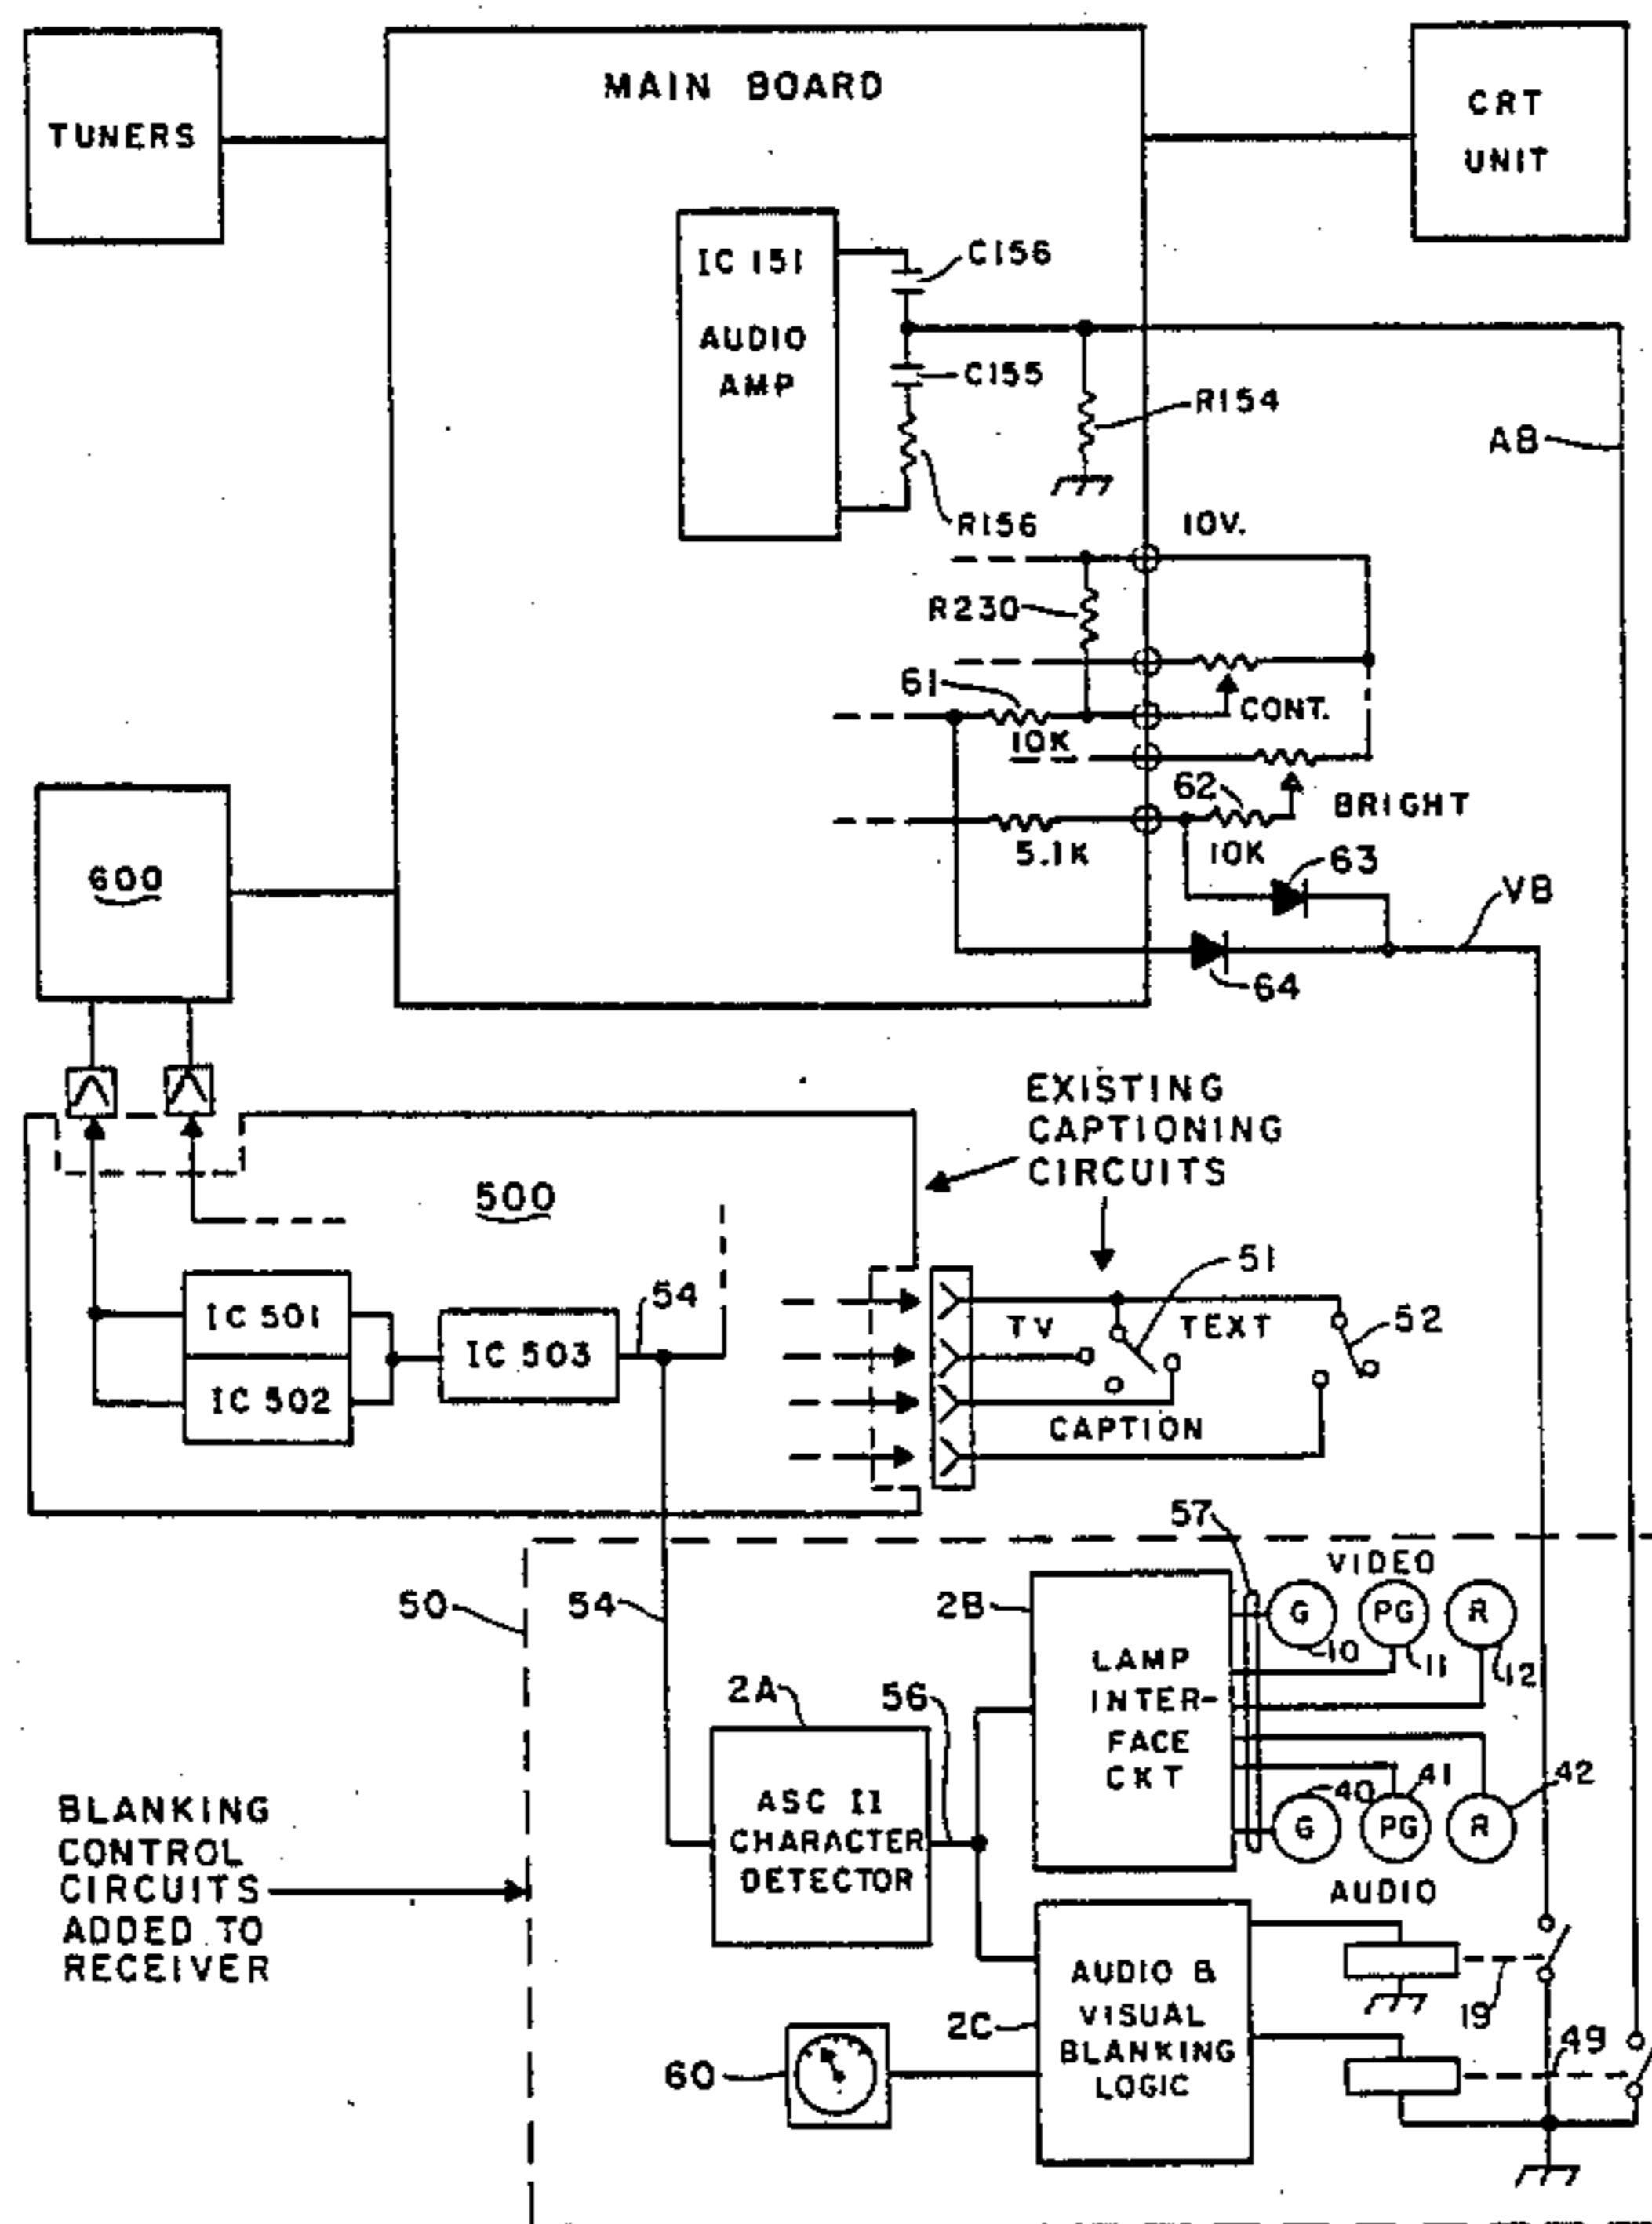 TUNERS
MAIN BOARD
CRT
UNIT
IC 151
AUDIO
AMP
C156
C155
R154
AB
R156
10V.
R230
61
CONT.
10K
62
BRIGHT
5.1K
10K
63
VB
64
600
EXISTING
CAPTIONING
CIRCUITS
500
51
54
TV
TEXT
52
IC 501
IC 503
IC 502
CAPTION
57
VIDEO
50
54
2B
G
PG
R
10
11
12
LAMP
INTER-
FACE
CKT
2A
56
40
41
42
ASC II
CHARACTER
DETECTOR
G
PG
R
AUDIO
BLANKING
CONTROL
CIRCUITS
ADDED TO
RECEIVER
AUDIO &
VISUAL
BLANKING
LOGIC
2C
19
49
60